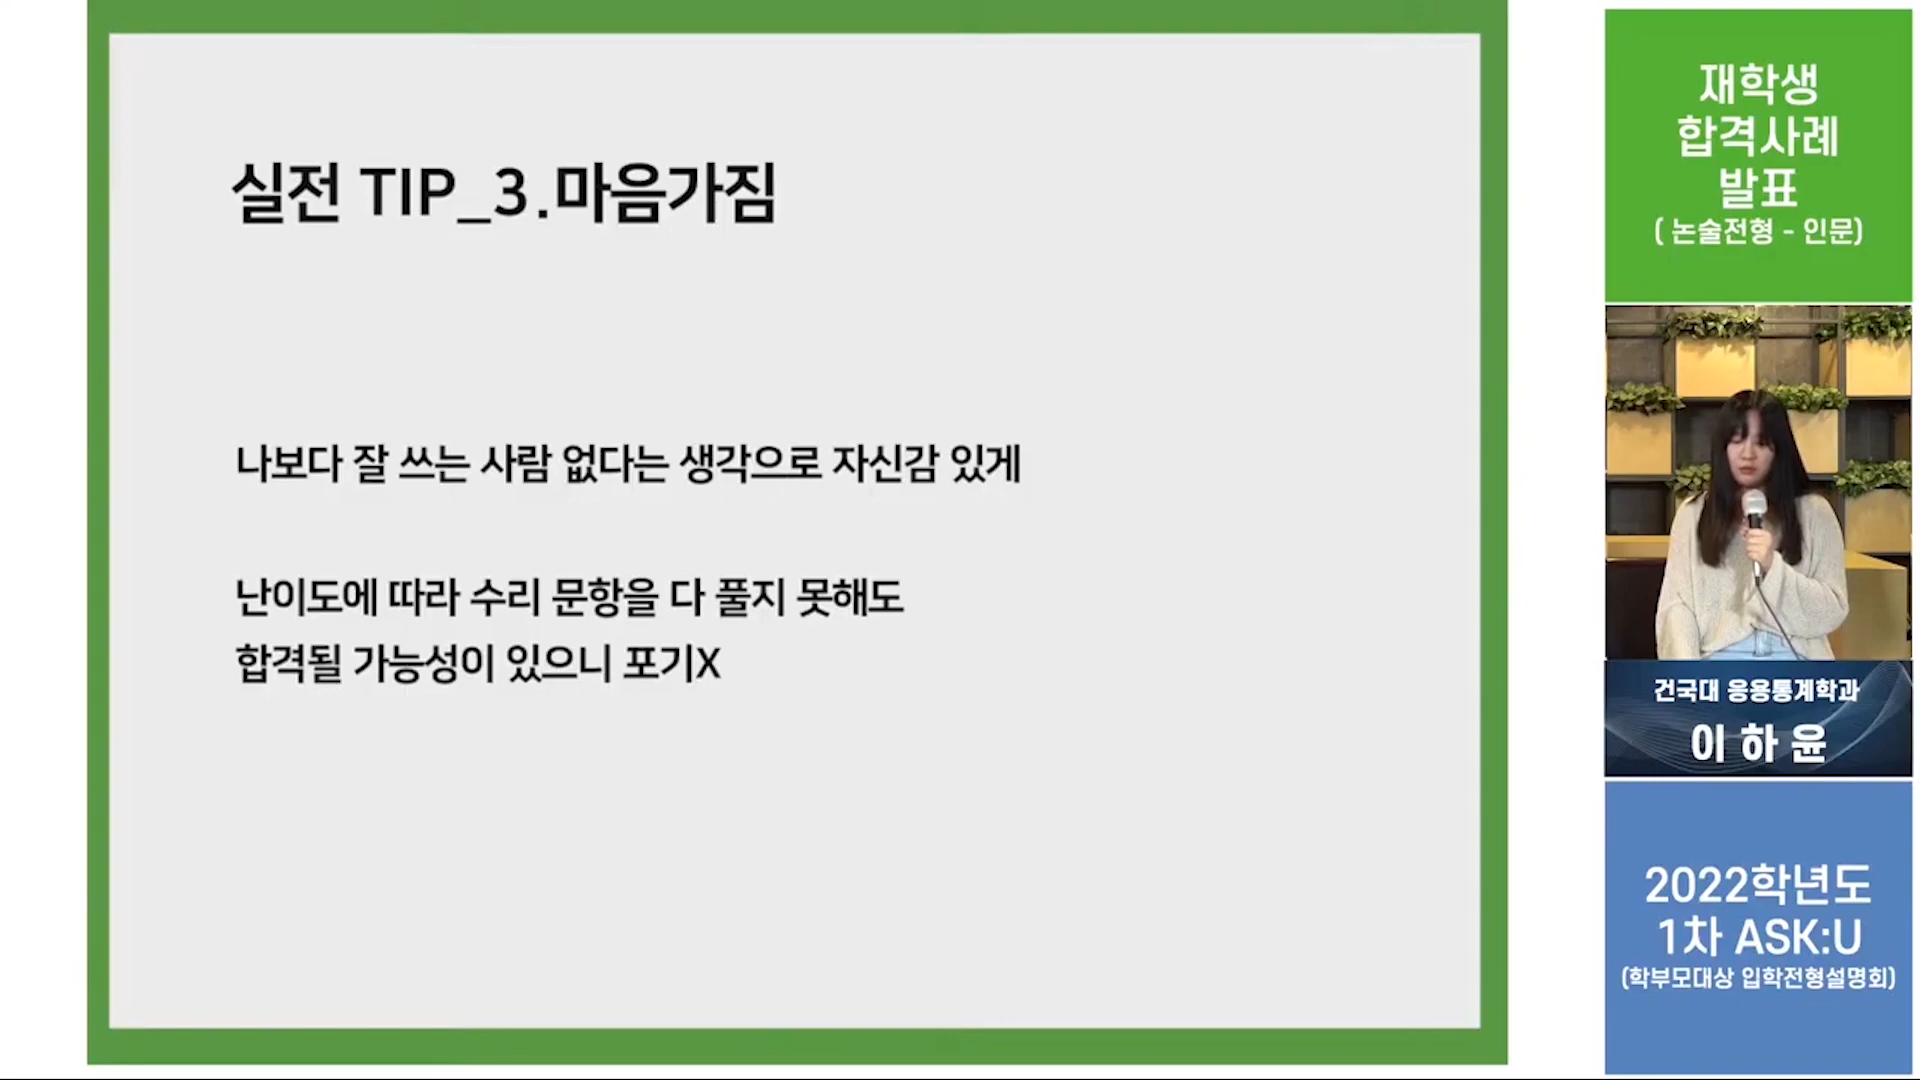 실전 TIP_3.마음가짐
나보다 잘 쓰는 사람 없다는 생각으로 자신감 있게
난이도에 따라 수리 문항을 다 풀지 못해도
합격될 가능성이 있으니 포기X
재학생
합격사례
발표
( 논술전형 - 인문)
건국대 응용통계학과
이하윤
2022학년도
1차 ASK:U
(학부모대상 입학전형설명회)